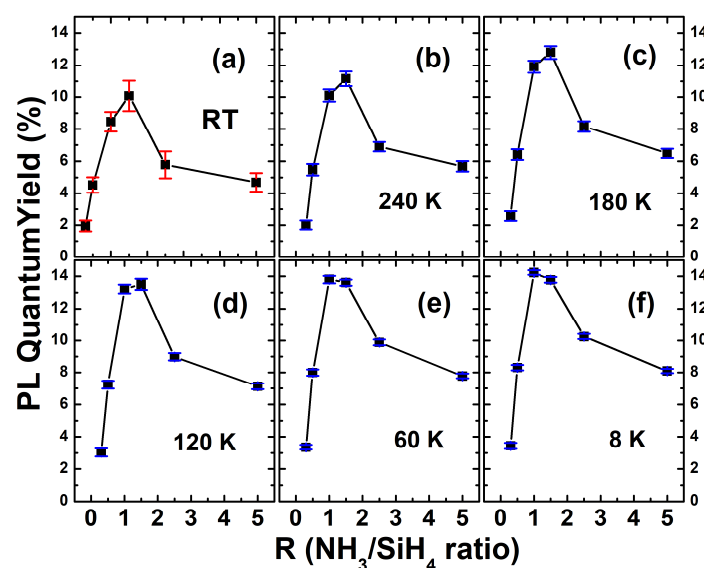 14 (a) (b) (c) 14
12 12
10 RT 10
8 8
6 6
4 240 K 180 K 4
2 2
0 0
14 (d) (e) (f) 14
12 12
10 10
8 8
6 6
4 120 K 60 K 8 K 4
2 2
0 0
0 1 2 3 4 5 0 1 2 3 4 5 0 1 2 3 4 5
PL QuantumYield (%)
R (NH₃/SiH₄ ratio)